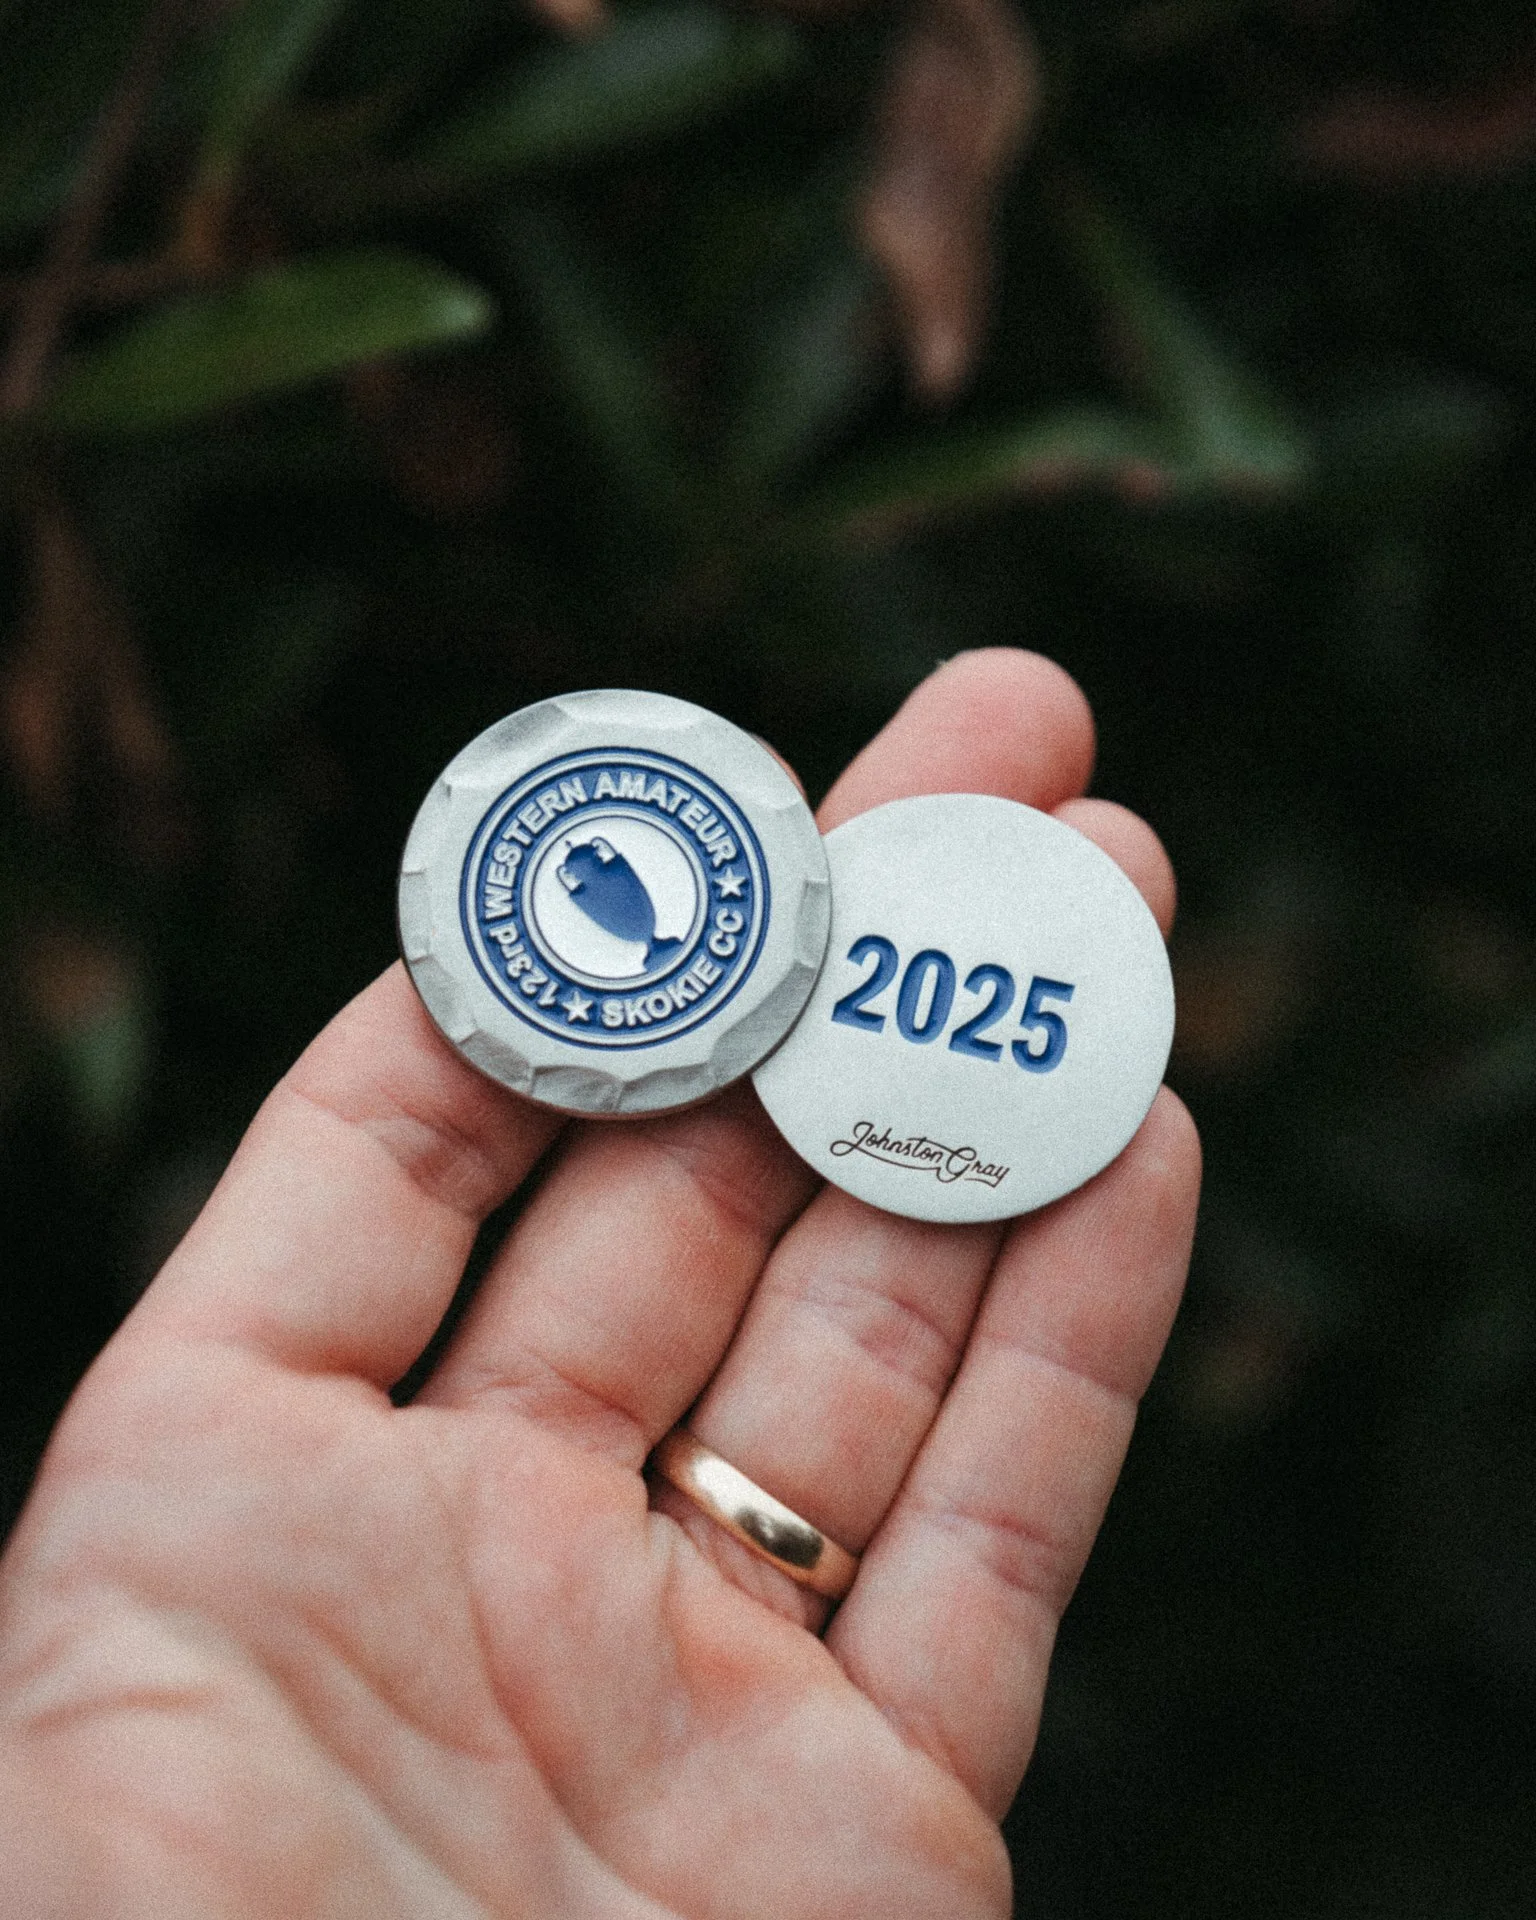 123rd WESTERN AMATEUR ★ SKOKIE CC ★
2025
Johnston Gray